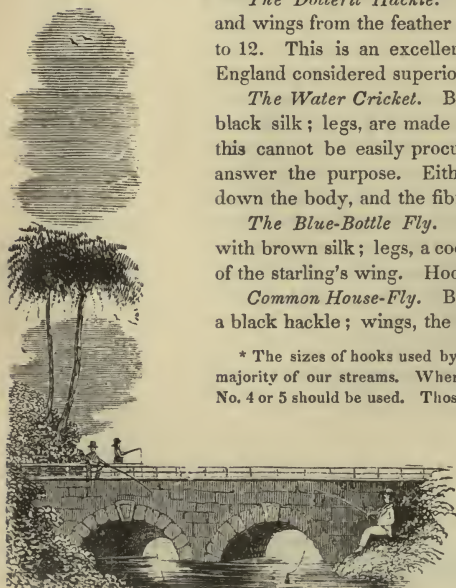 The Dotteril Hackle.
and wings from the feather
to 12. This is an excellen
England considered superio
The Water Cricket. B
black silk; legs, are made
this cannot be easily procu
answer the purpose. Eith
down the body, and the fib
The Blue-Bottle Fly.
with brown silk; legs, a coc
of the starling's wing. Hoo
Common House-Fly. B
a black hackle; wings, the
* The sizes of hooks used by
majority of our streams. Wher
No. 4 or 5 should be used. Thos